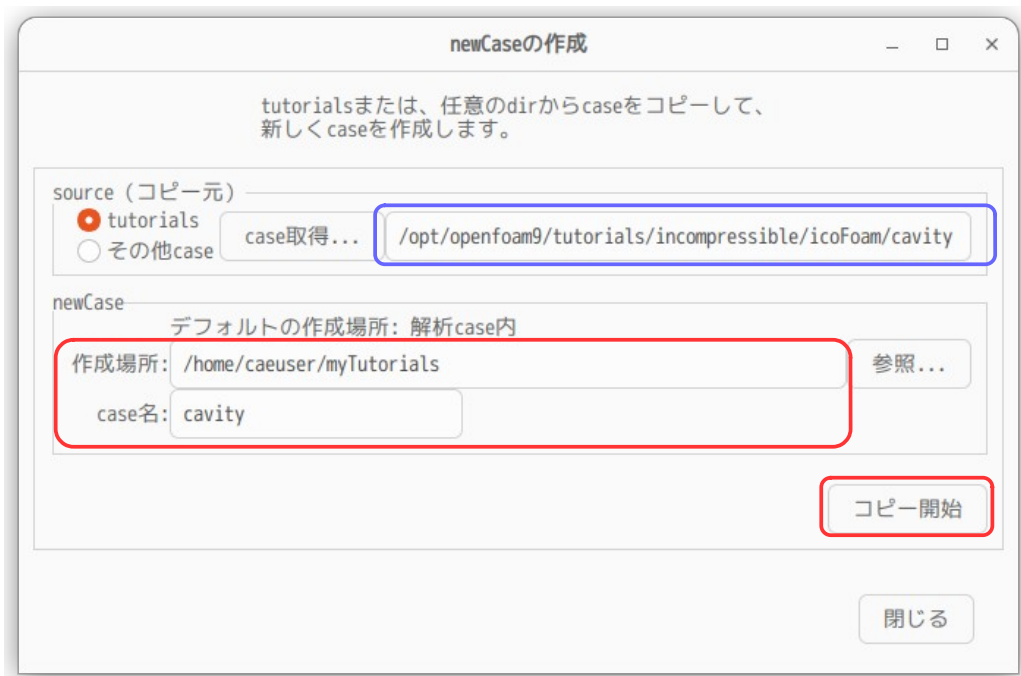 newCaseの作成
tutorialsまたは、任意のdirからcaseをコピーして、
新しくcaseを作成します。
source（コピー元）
tutorials
その他case
case取得...
/opt/openfoam9/tutorials/incompressible/icoFoam/cavity
newCase
デフォルトの作成場所: 解析case内
作成場所: /home/caeuser/myTutorials 参照...
case名: cavity
コピー開始
閉じる